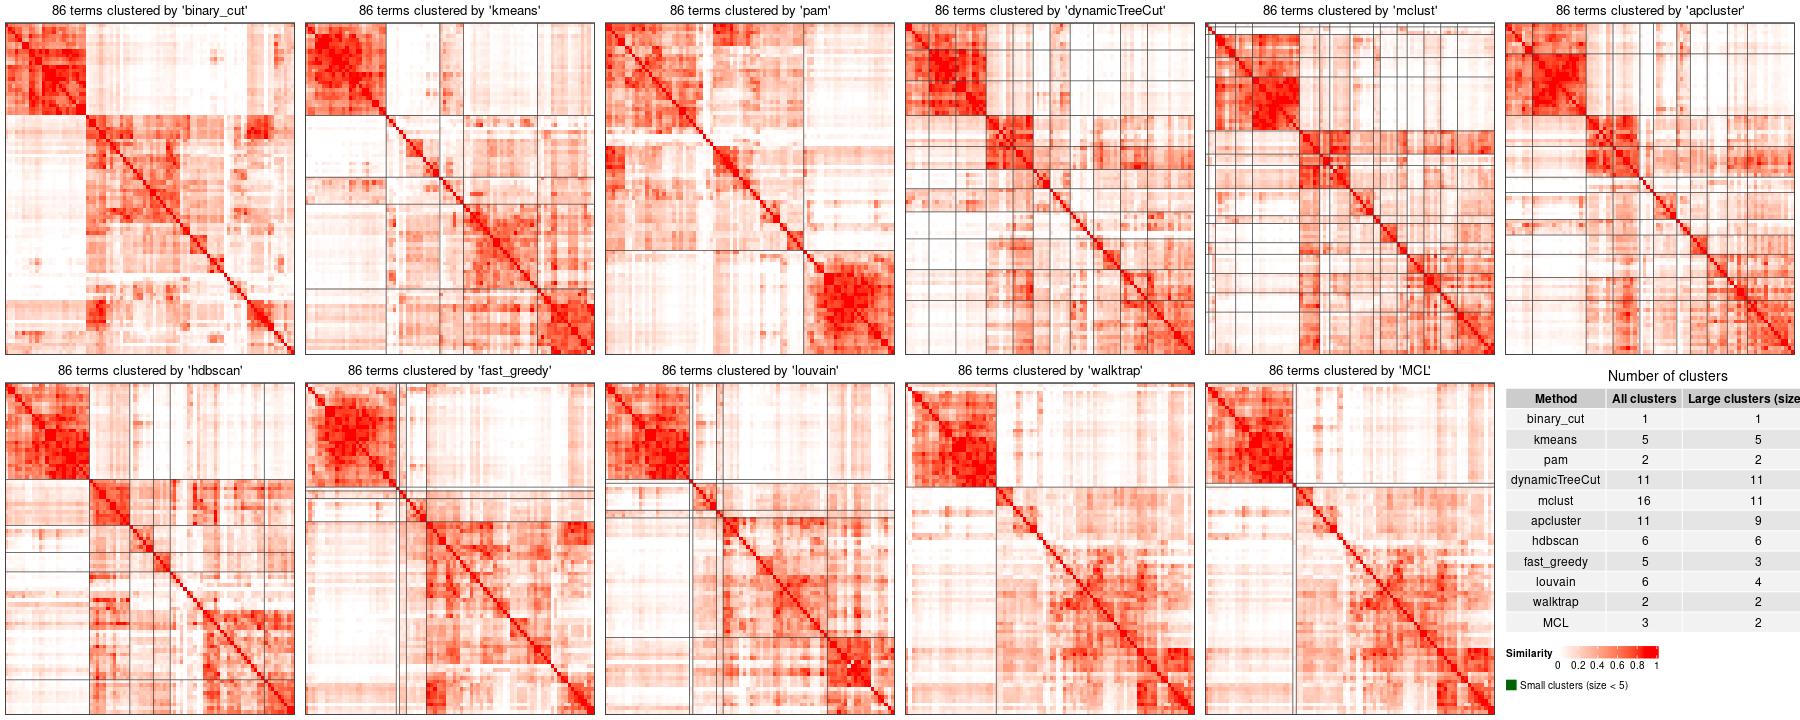 86 terms clustered by 'binary_cut'
86 terms clustered by 'kmeans'
86 terms clustered by 'pam'
86 terms clustered by 'dynamicTreeCut'
86 terms clustered by 'mclust'
86 terms clustered by 'apcluster'
86 terms clustered by 'hdbscan'
86 terms clustered by 'fast_greedy'
86 terms clustered by 'louvain'
86 terms clustered by 'walktrap'
86 terms clustered by 'MCL'
Number of clusters
Method All clusters Large clusters (size
binary_cut 1 1
kmeans 5 5
pam 2 2
dynamicTreeCut 11 11
mclust 16 11
apcluster 11 9
hdbscan 6 6
fast_greedy 5 3
louvain 6 4
walktrap 2 2
MCL 3 2
Similarity
0 0.2 0.4 0.6 0.8 1
Small clusters (size < 5)